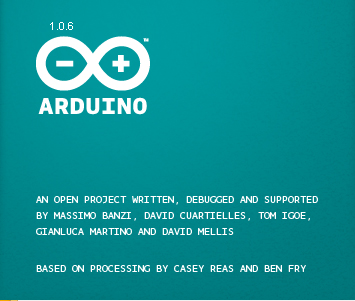 1.0.6
ARDUINO
AN OPEN PROJECT WRITTEN, DEBUGGED AND SUPPORTED
BY MASSIMO BANZI, DAVID CUARTIELLES, TOM IGOE,
GIANLUCA MARTINO AND DAVID MELLIS
BASED ON PROCESSING BY CASEY REAS AND BEN FRY